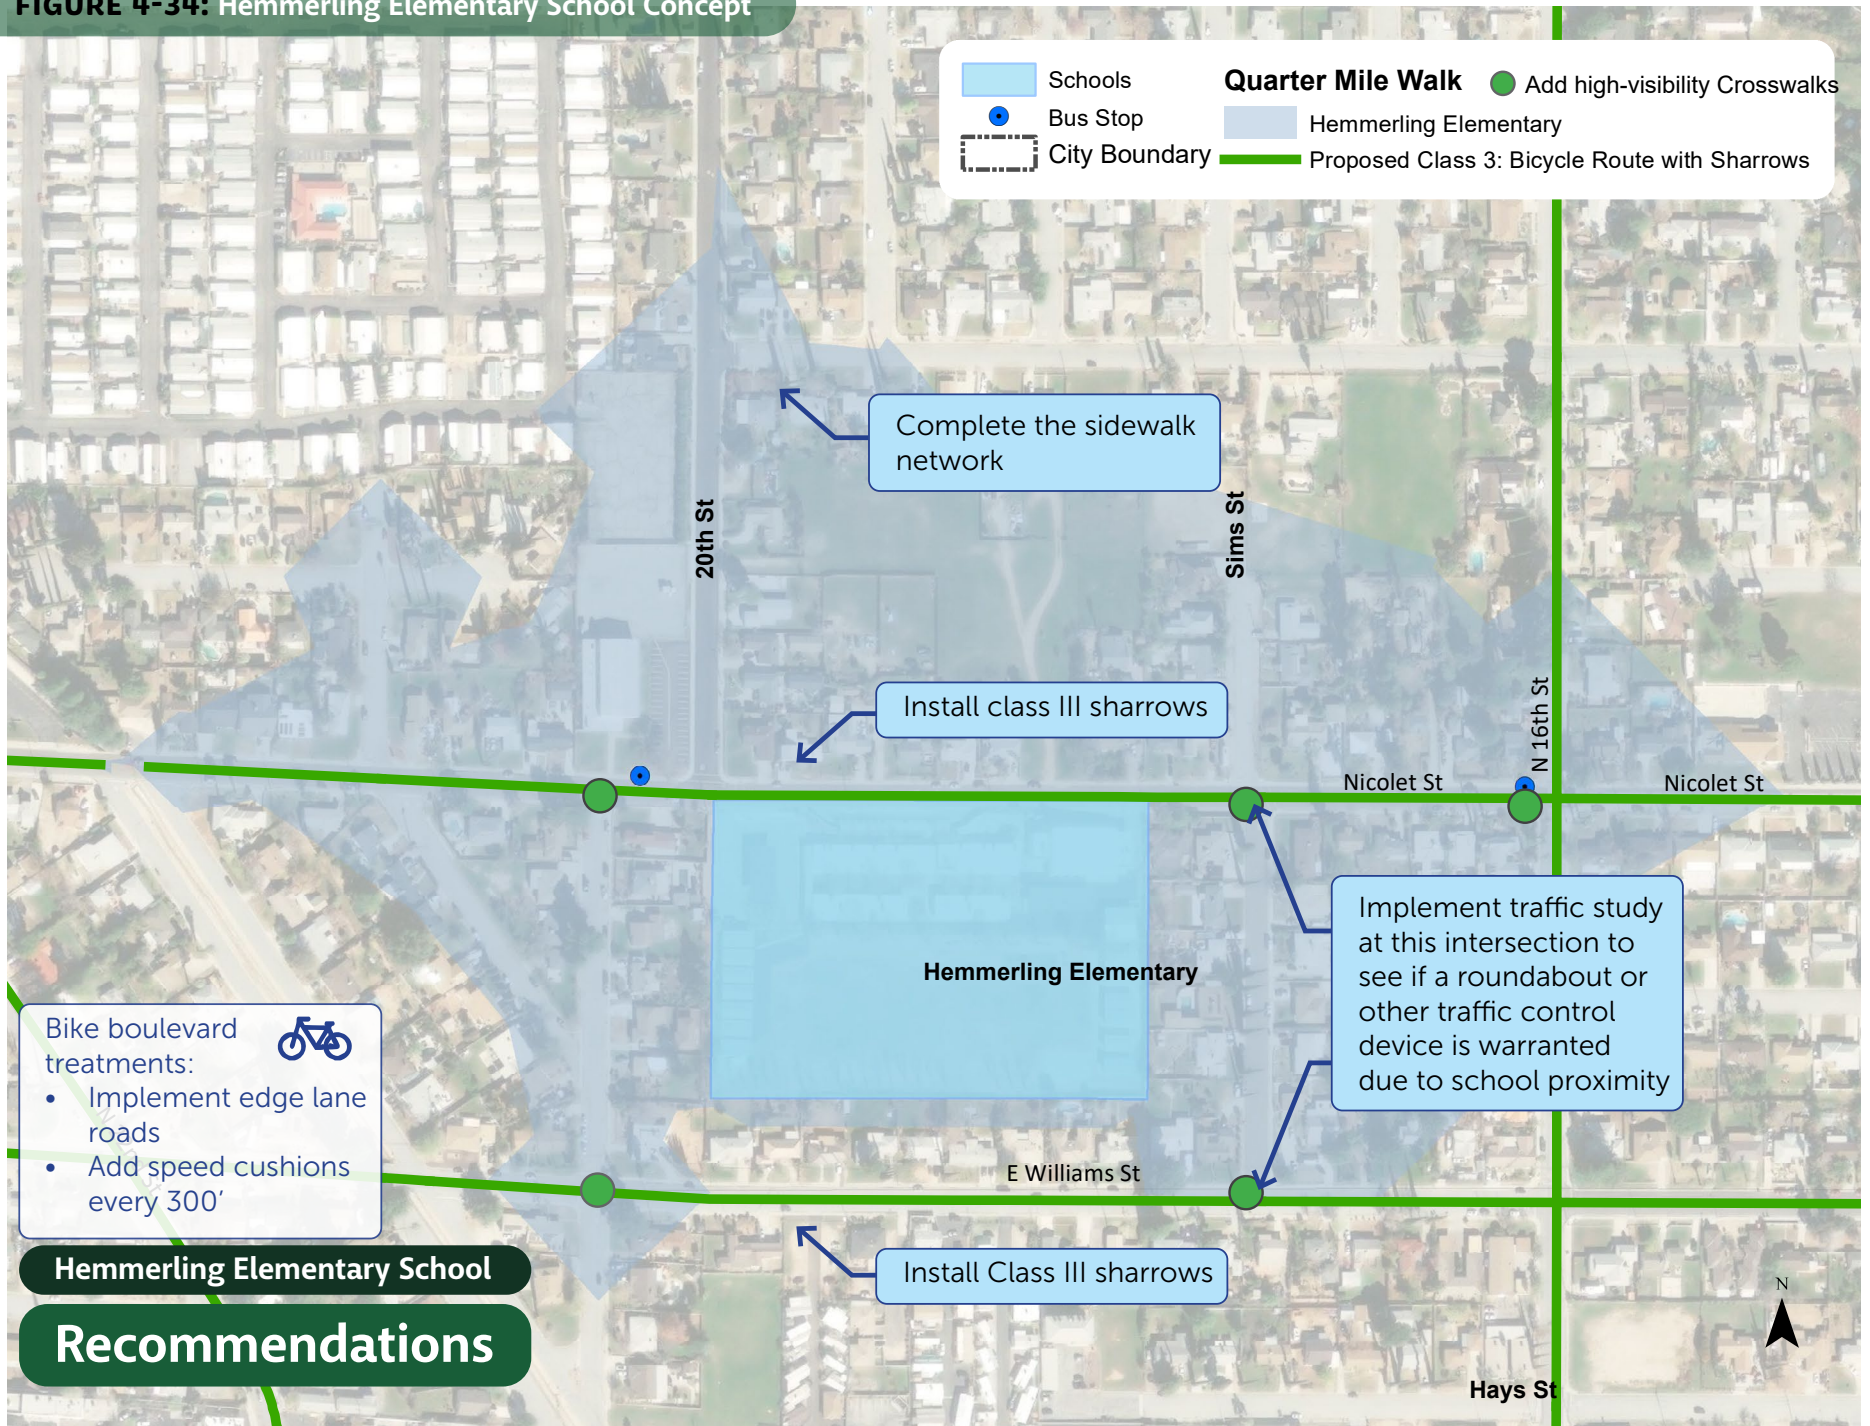 FIGURE 4-34: Hemmerling Elementary School Concept
Schools
Bus Stop
City Boundary
Quarter Mile Walk
Hemmerling Elementary
Add high-visibility Crosswalks
Proposed Class 3: Bicycle Route with Sharrows
Complete the sidewalk
network
20th St
Sims St
Install class III sharrows
N 16th St
Nicolet St
Nicolet St
Hemmerling Elementary
Implement traffic study
at this intersection to
see if a roundabout or
other traffic control
device is warranted
due to school proximity
Bike boulevard
treatments:
• Implement edge lane
roads
• Add speed cushions
every 300’
E Williams St
Install Class III sharrows
Hemmerling Elementary School
Recommendations
N
Hays St